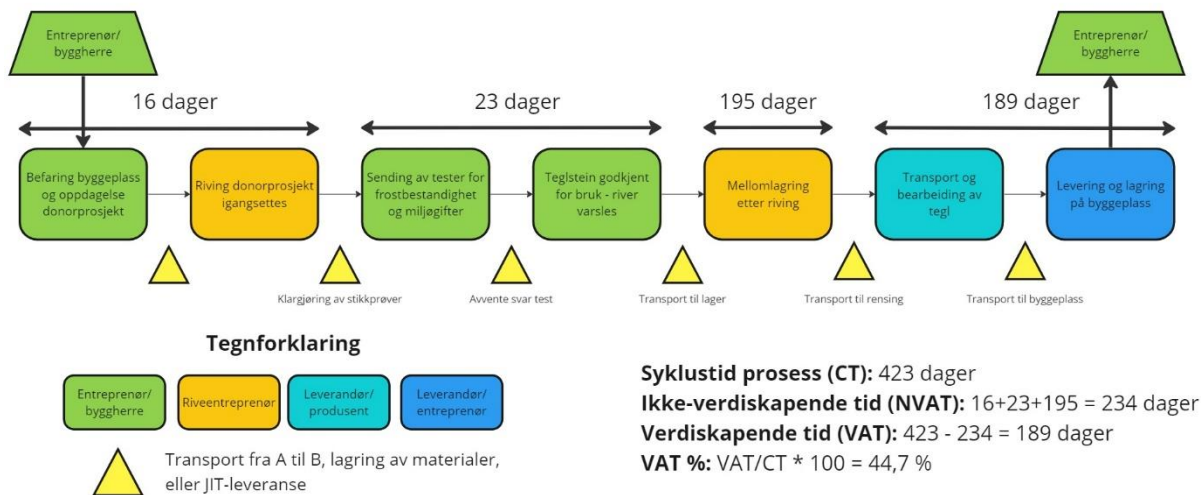 Entreprenør/
byggherre
Entreprenør/
byggherre
16 dager
23 dager
195 dager
189 dager
Befaring byggeplass
og oppdagelse
donorprosjekt
Riving donorprosjekt
igangsettes
Sending av tester for
frostbestandighet
og miljøgifter
Teglstein godkjent
for bruk - river
varsles
Mellomlagring
etter riving
Transport og
bearbeiding av
tegl
Levering og lagring
på byggeplass
Klargjøring av stikkprøver
Avvente svar test
Transport til lager
Transport til rensing
Transport til byggeplass
Tegnforklaring
Entreprenør/
byggherre
Riveentreprenør
Leverandør/
produsent
Leverandør/
entreprenør
Transport fra A til B, lagring av materialer,
eller JIT-leveranse
Syklustid prosess (CT): 423 dager
Ikke-verdiskapende tid (NVAT): 16+23+195 = 234 dager
Verdiskapende tid (VAT): 423 - 234 = 189 dager
VAT %: VAT/CT * 100 = 44,7 %